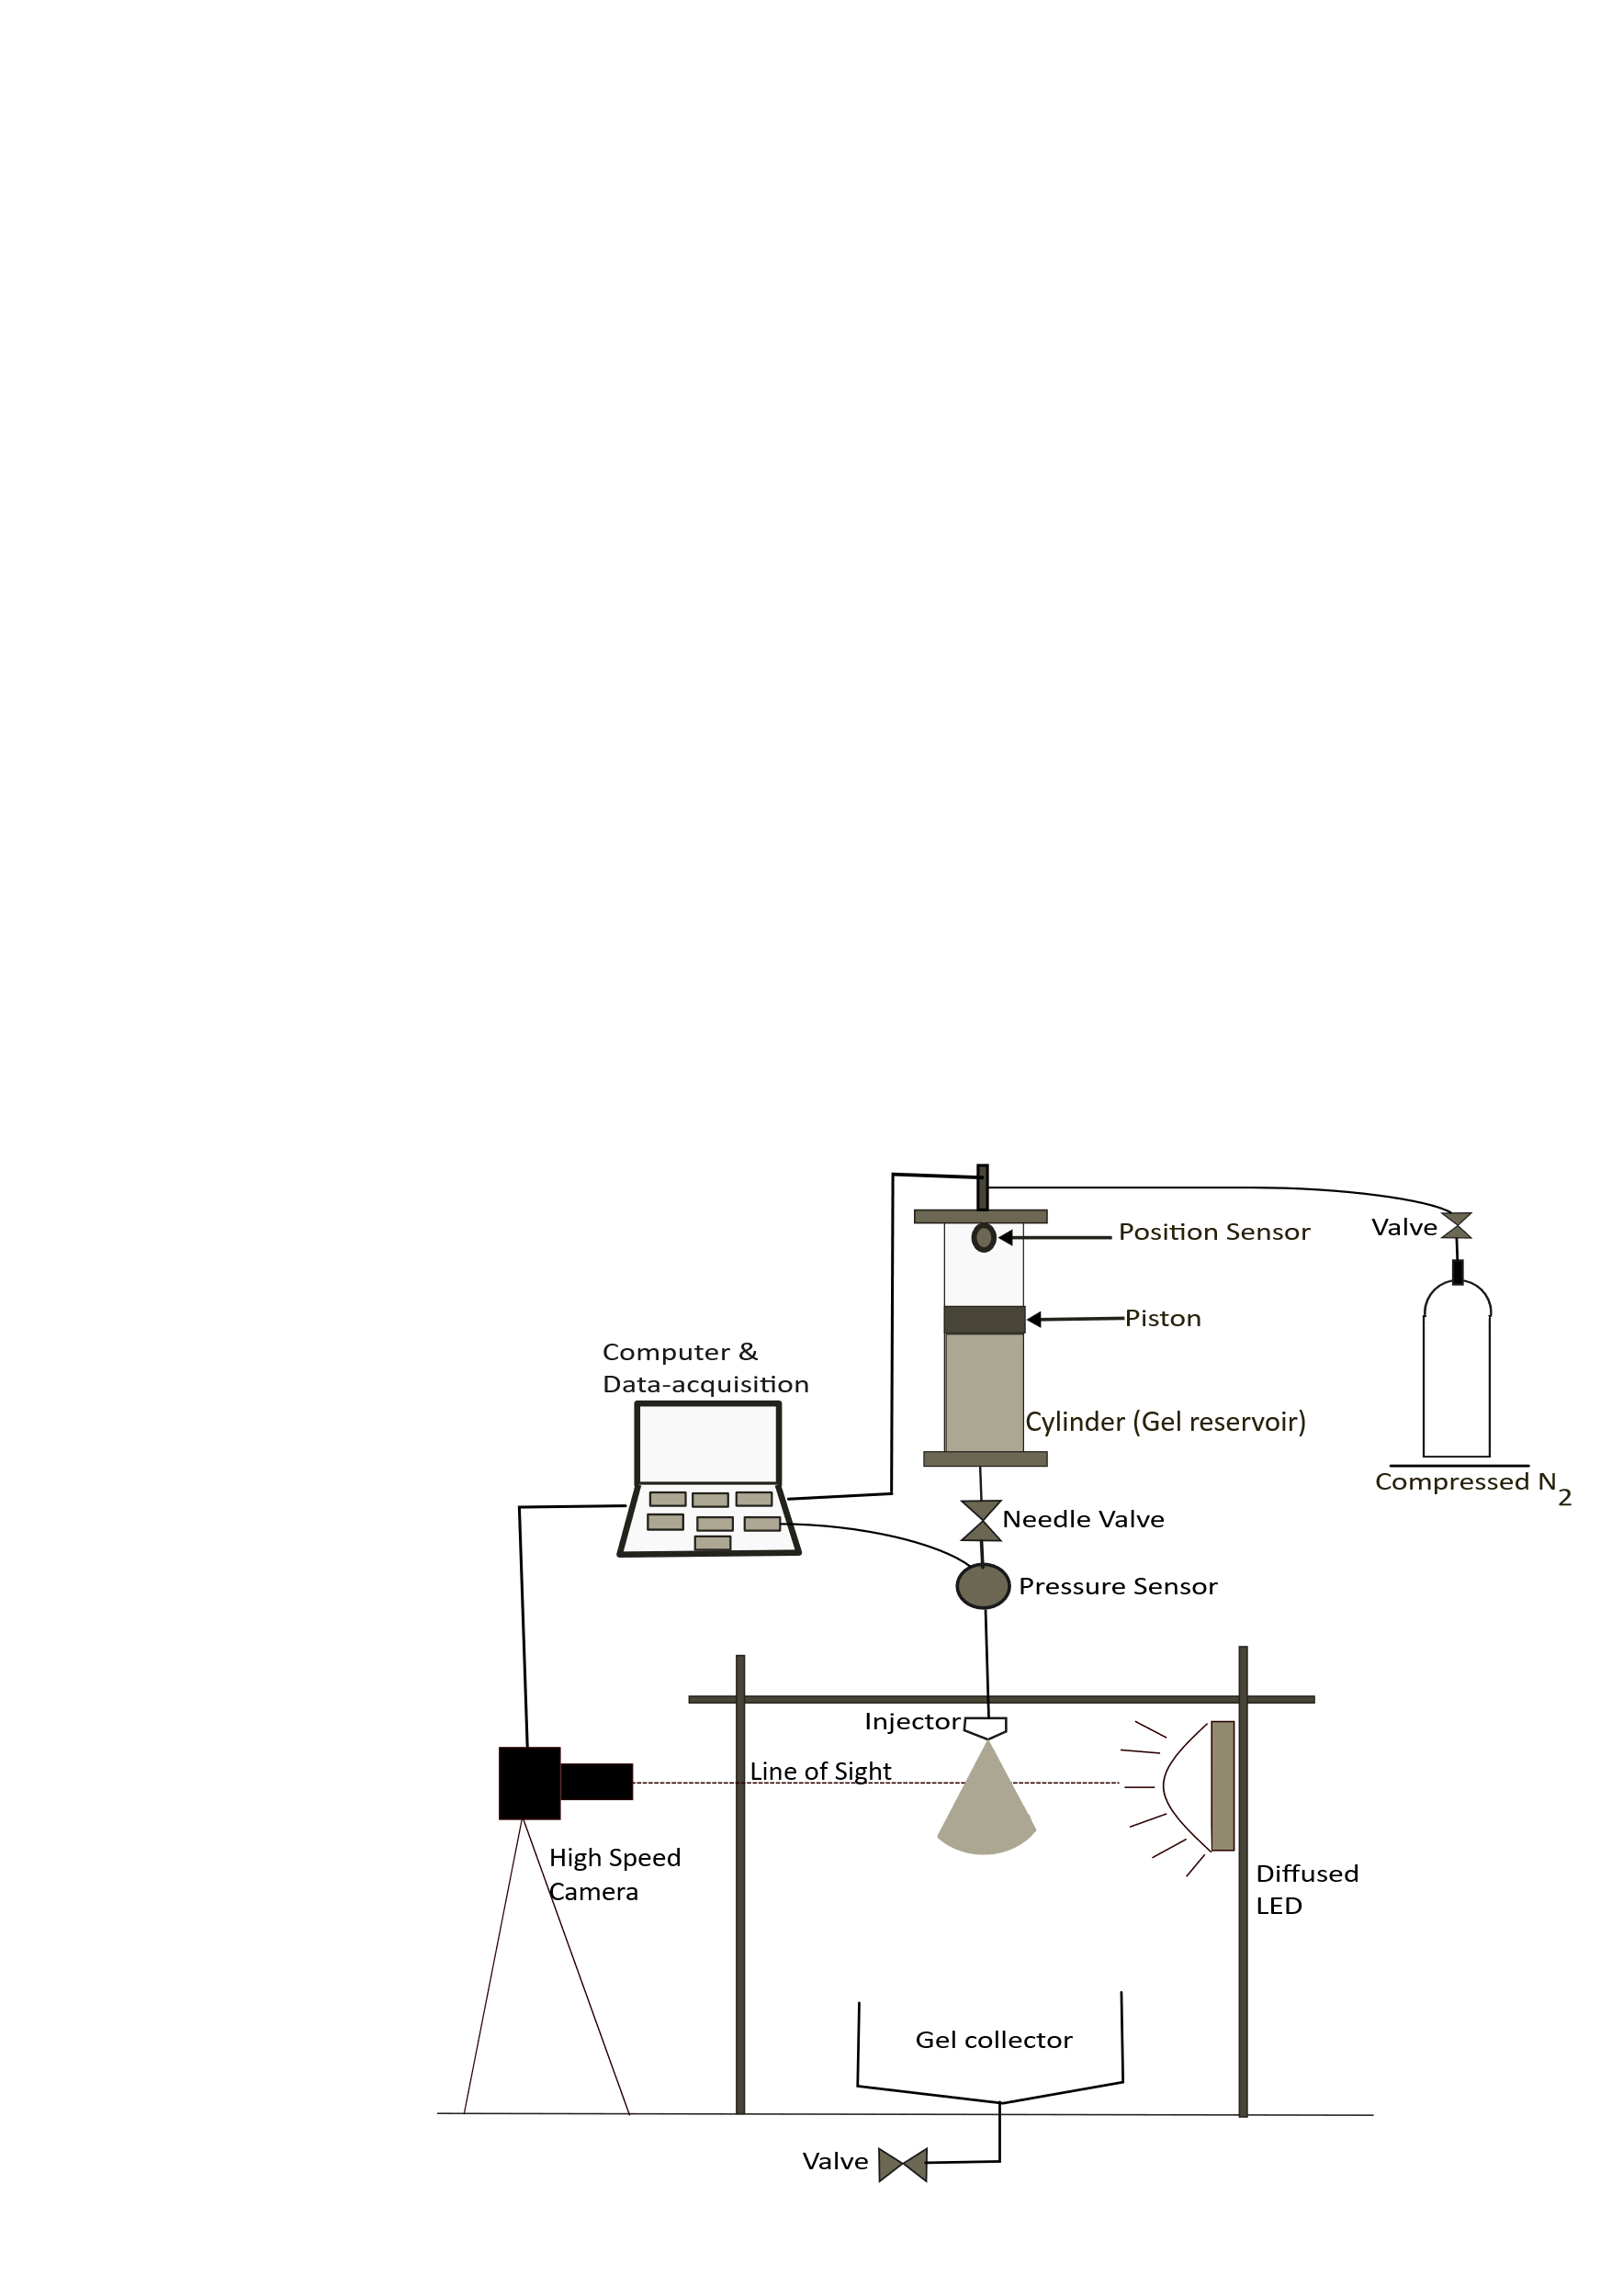 Position Sensor
Valve
Piston
Computer &
Data-acquisition
Cylinder (Gel reservoir)
Compressed N2
Needle Valve
Pressure Sensor
Injector
Line of Sight
High Speed
Camera
Diffused
LED
Gel collector
Valve